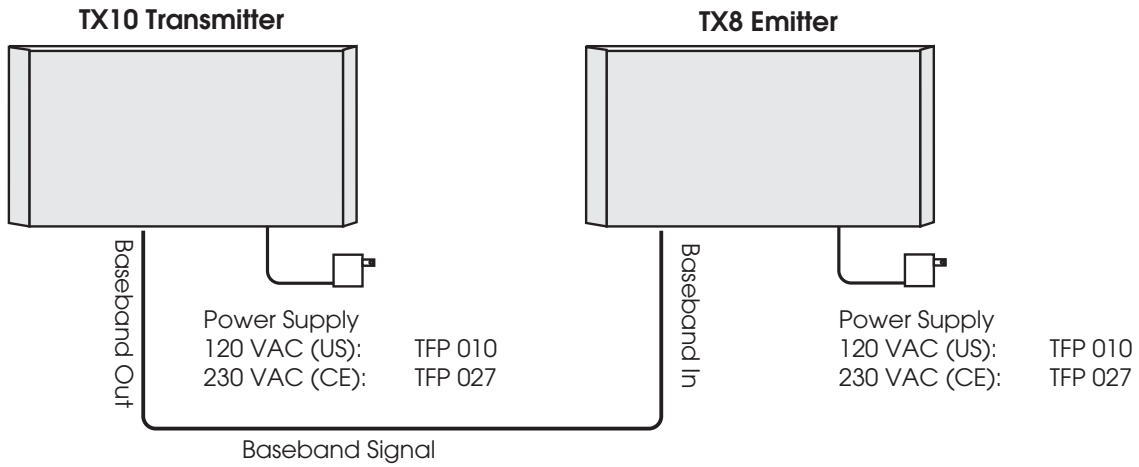 TX10 Transmitter
TX8 Emitter
Baseband Out
Power Supply
120 VAC (US): TFP 010
230 VAC (CE): TFP 027
Baseband In
Power Supply
120 VAC (US): TFP 010
230 VAC (CE): TFP 027
Baseband Signal